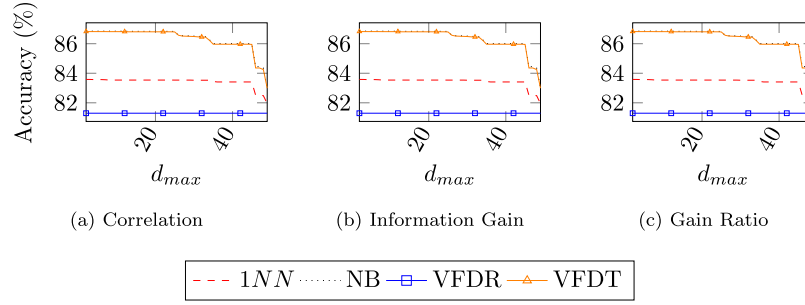 Accuracy (%)
86
84
82
20
40
d_max
(a) Correlation
86
84
82
20
40
d_max
(b) Information Gain
86
84
82
20
40
d_max
(c) Gain Ratio
1NN NB VFDR VFDT